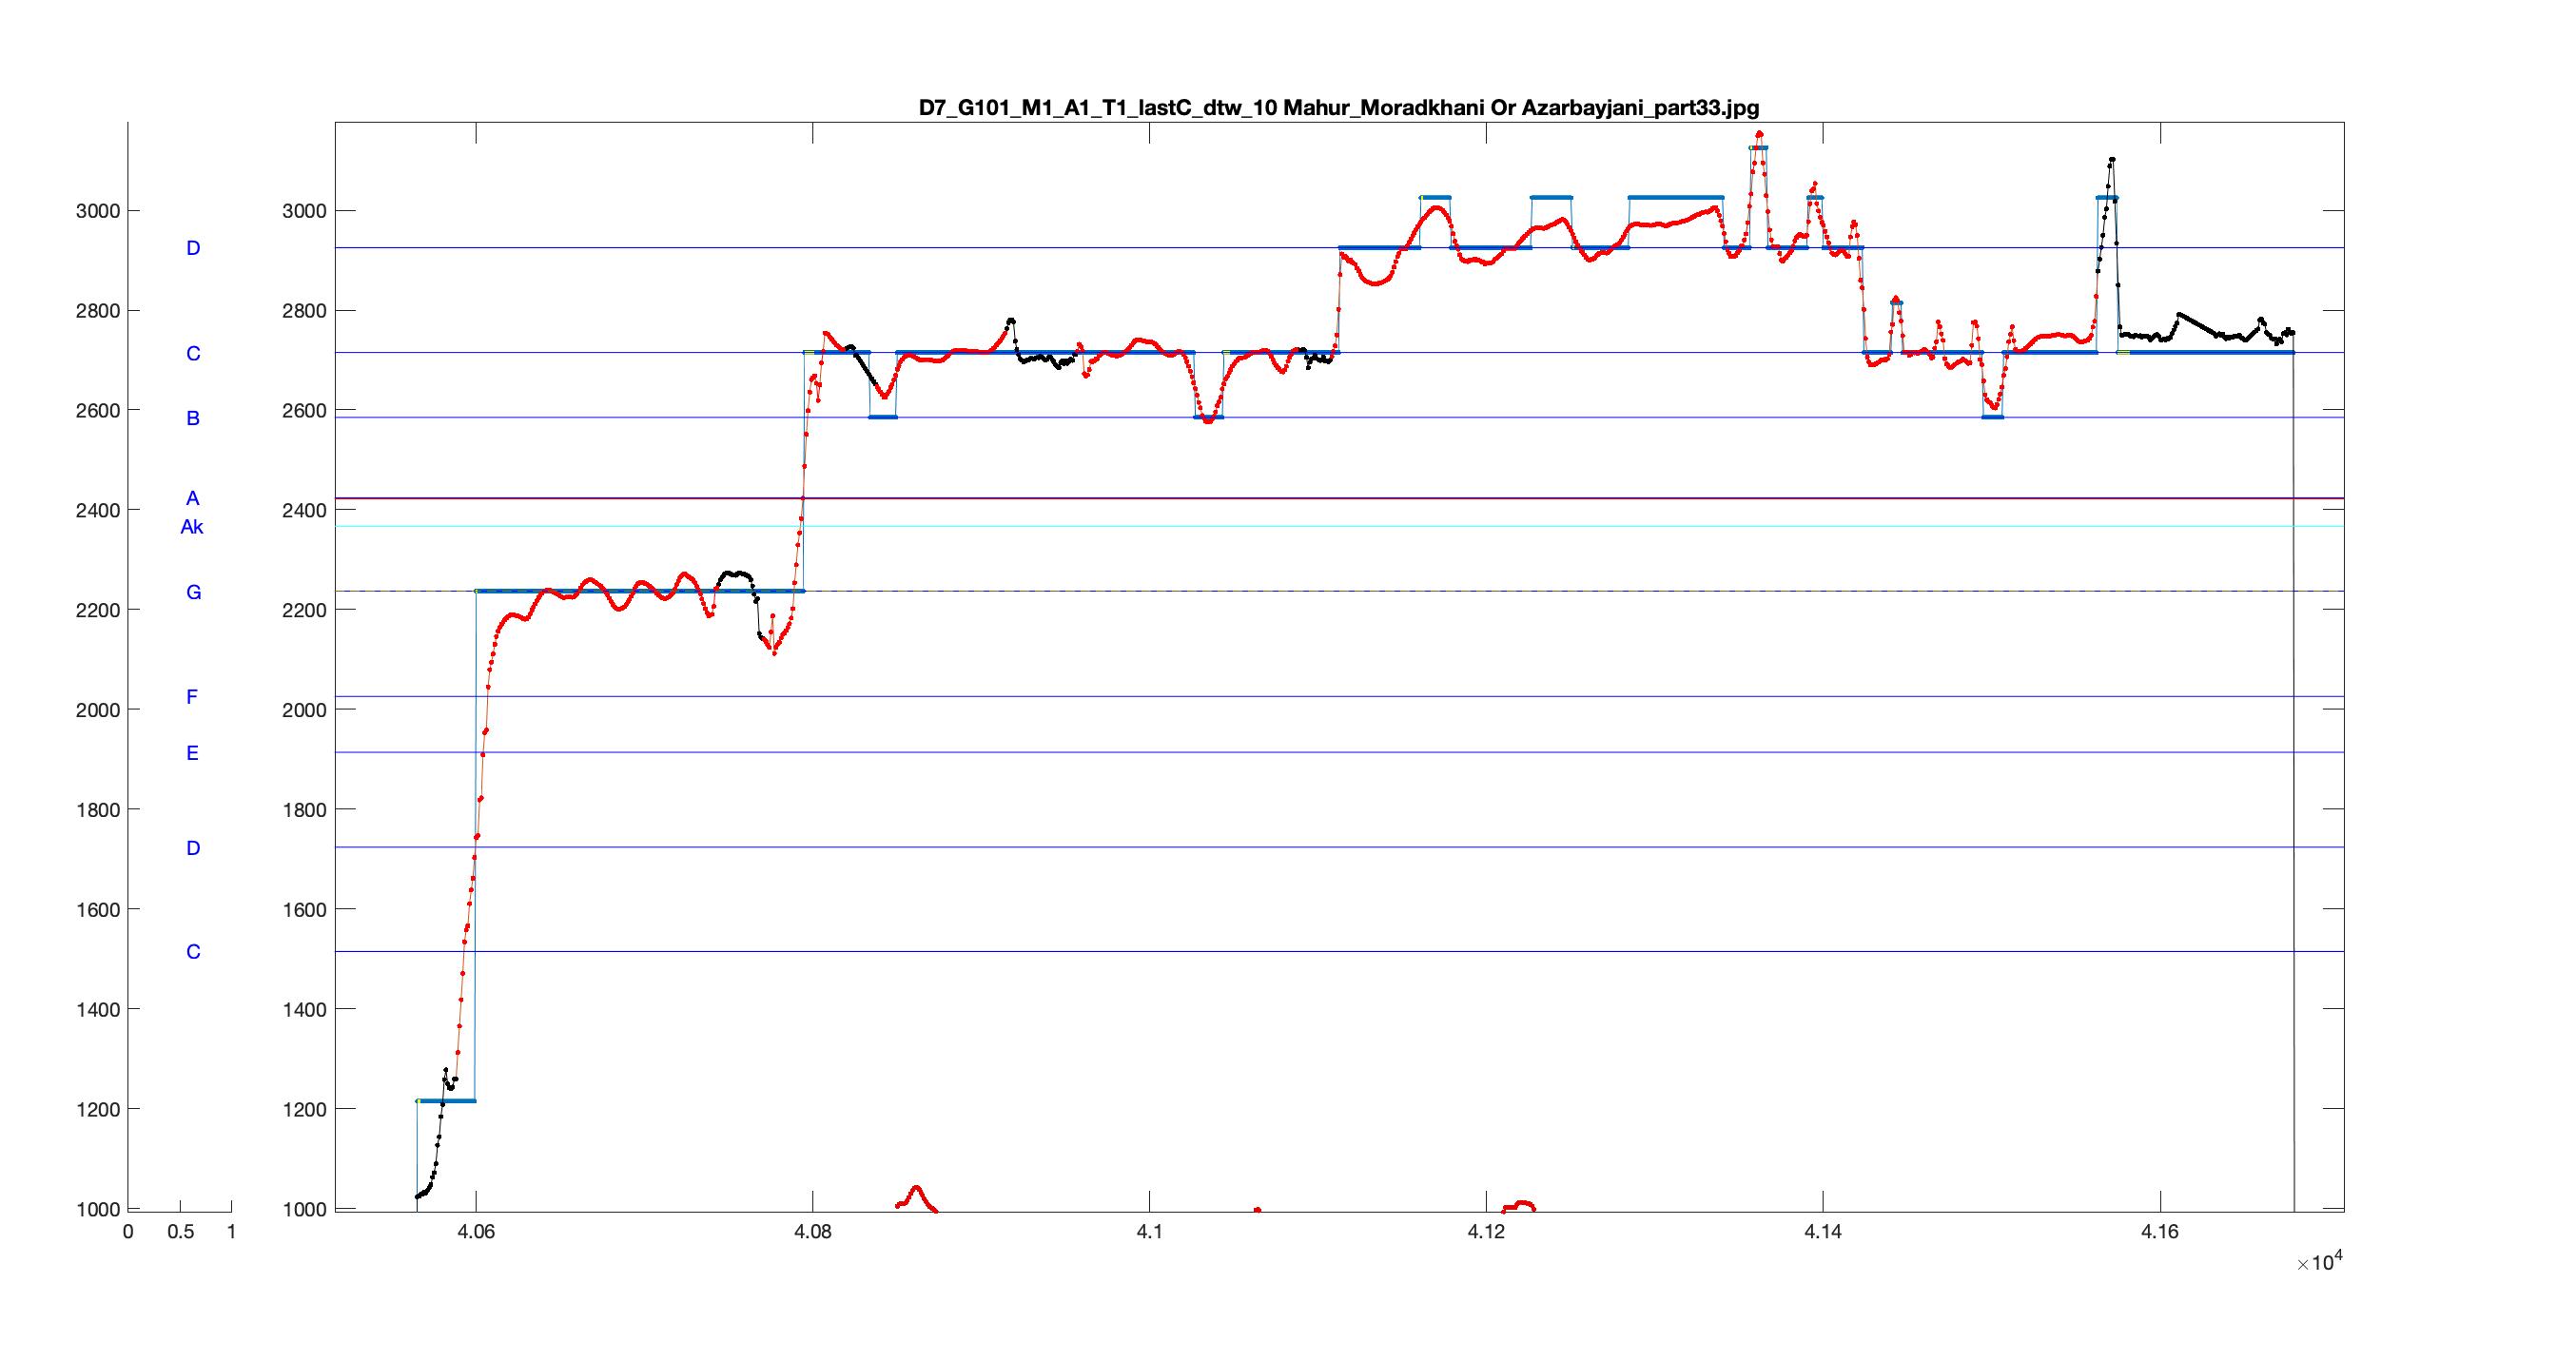 D7_G101_M1_A1_T1_lastC_dtw_10 Mahur_Moradkhani Or Azarbayjani_part33.jpg
3000 3000
D
2800 2800
C
2600 B 2600
A
2400 2400
Ak
G
2200 2200
F
2000 2000
E
1800 1800
D
1600 1600
C
1400 1400
1200 1200
1000 1000
0 0.5 1 4.06 4.08 4.1 4.12 4.14 4.16
×10⁴